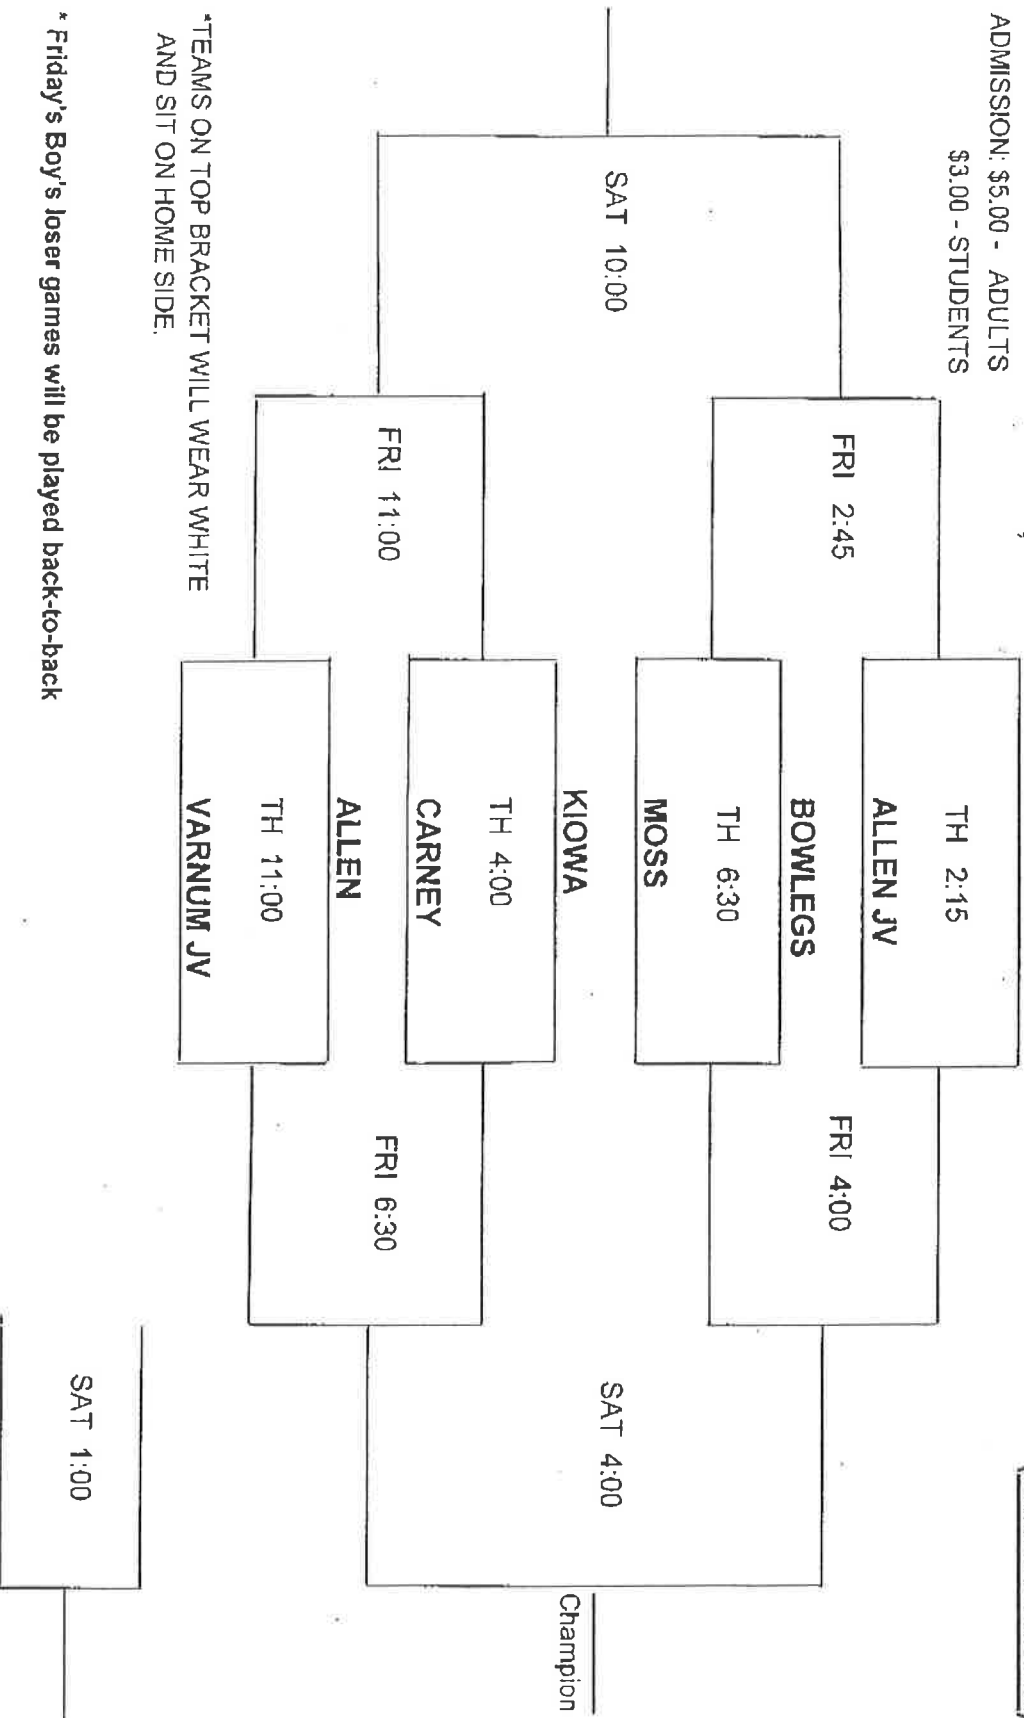 ADMISSION: $5.00 - ADULTS
$3.00 - STUDENTS
TH 2:15
ALLEN JV
FRI 2:45
FRI 4:00
BOWLEGS
TH 6:30
MOSS
SAT 10:00
SAT 4:00
Champion
KIOWA
TH 4:00
CARNEY
FRI 11:00
FRI 6:30
ALLEN
TH 11:00
VARNUM JV
*TEAMS ON TOP BRACKET WILL WEAR WHITE
AND SIT ON HOME SIDE.
SAT 1:00
* Friday's Boy's loser games will be played back-to-back